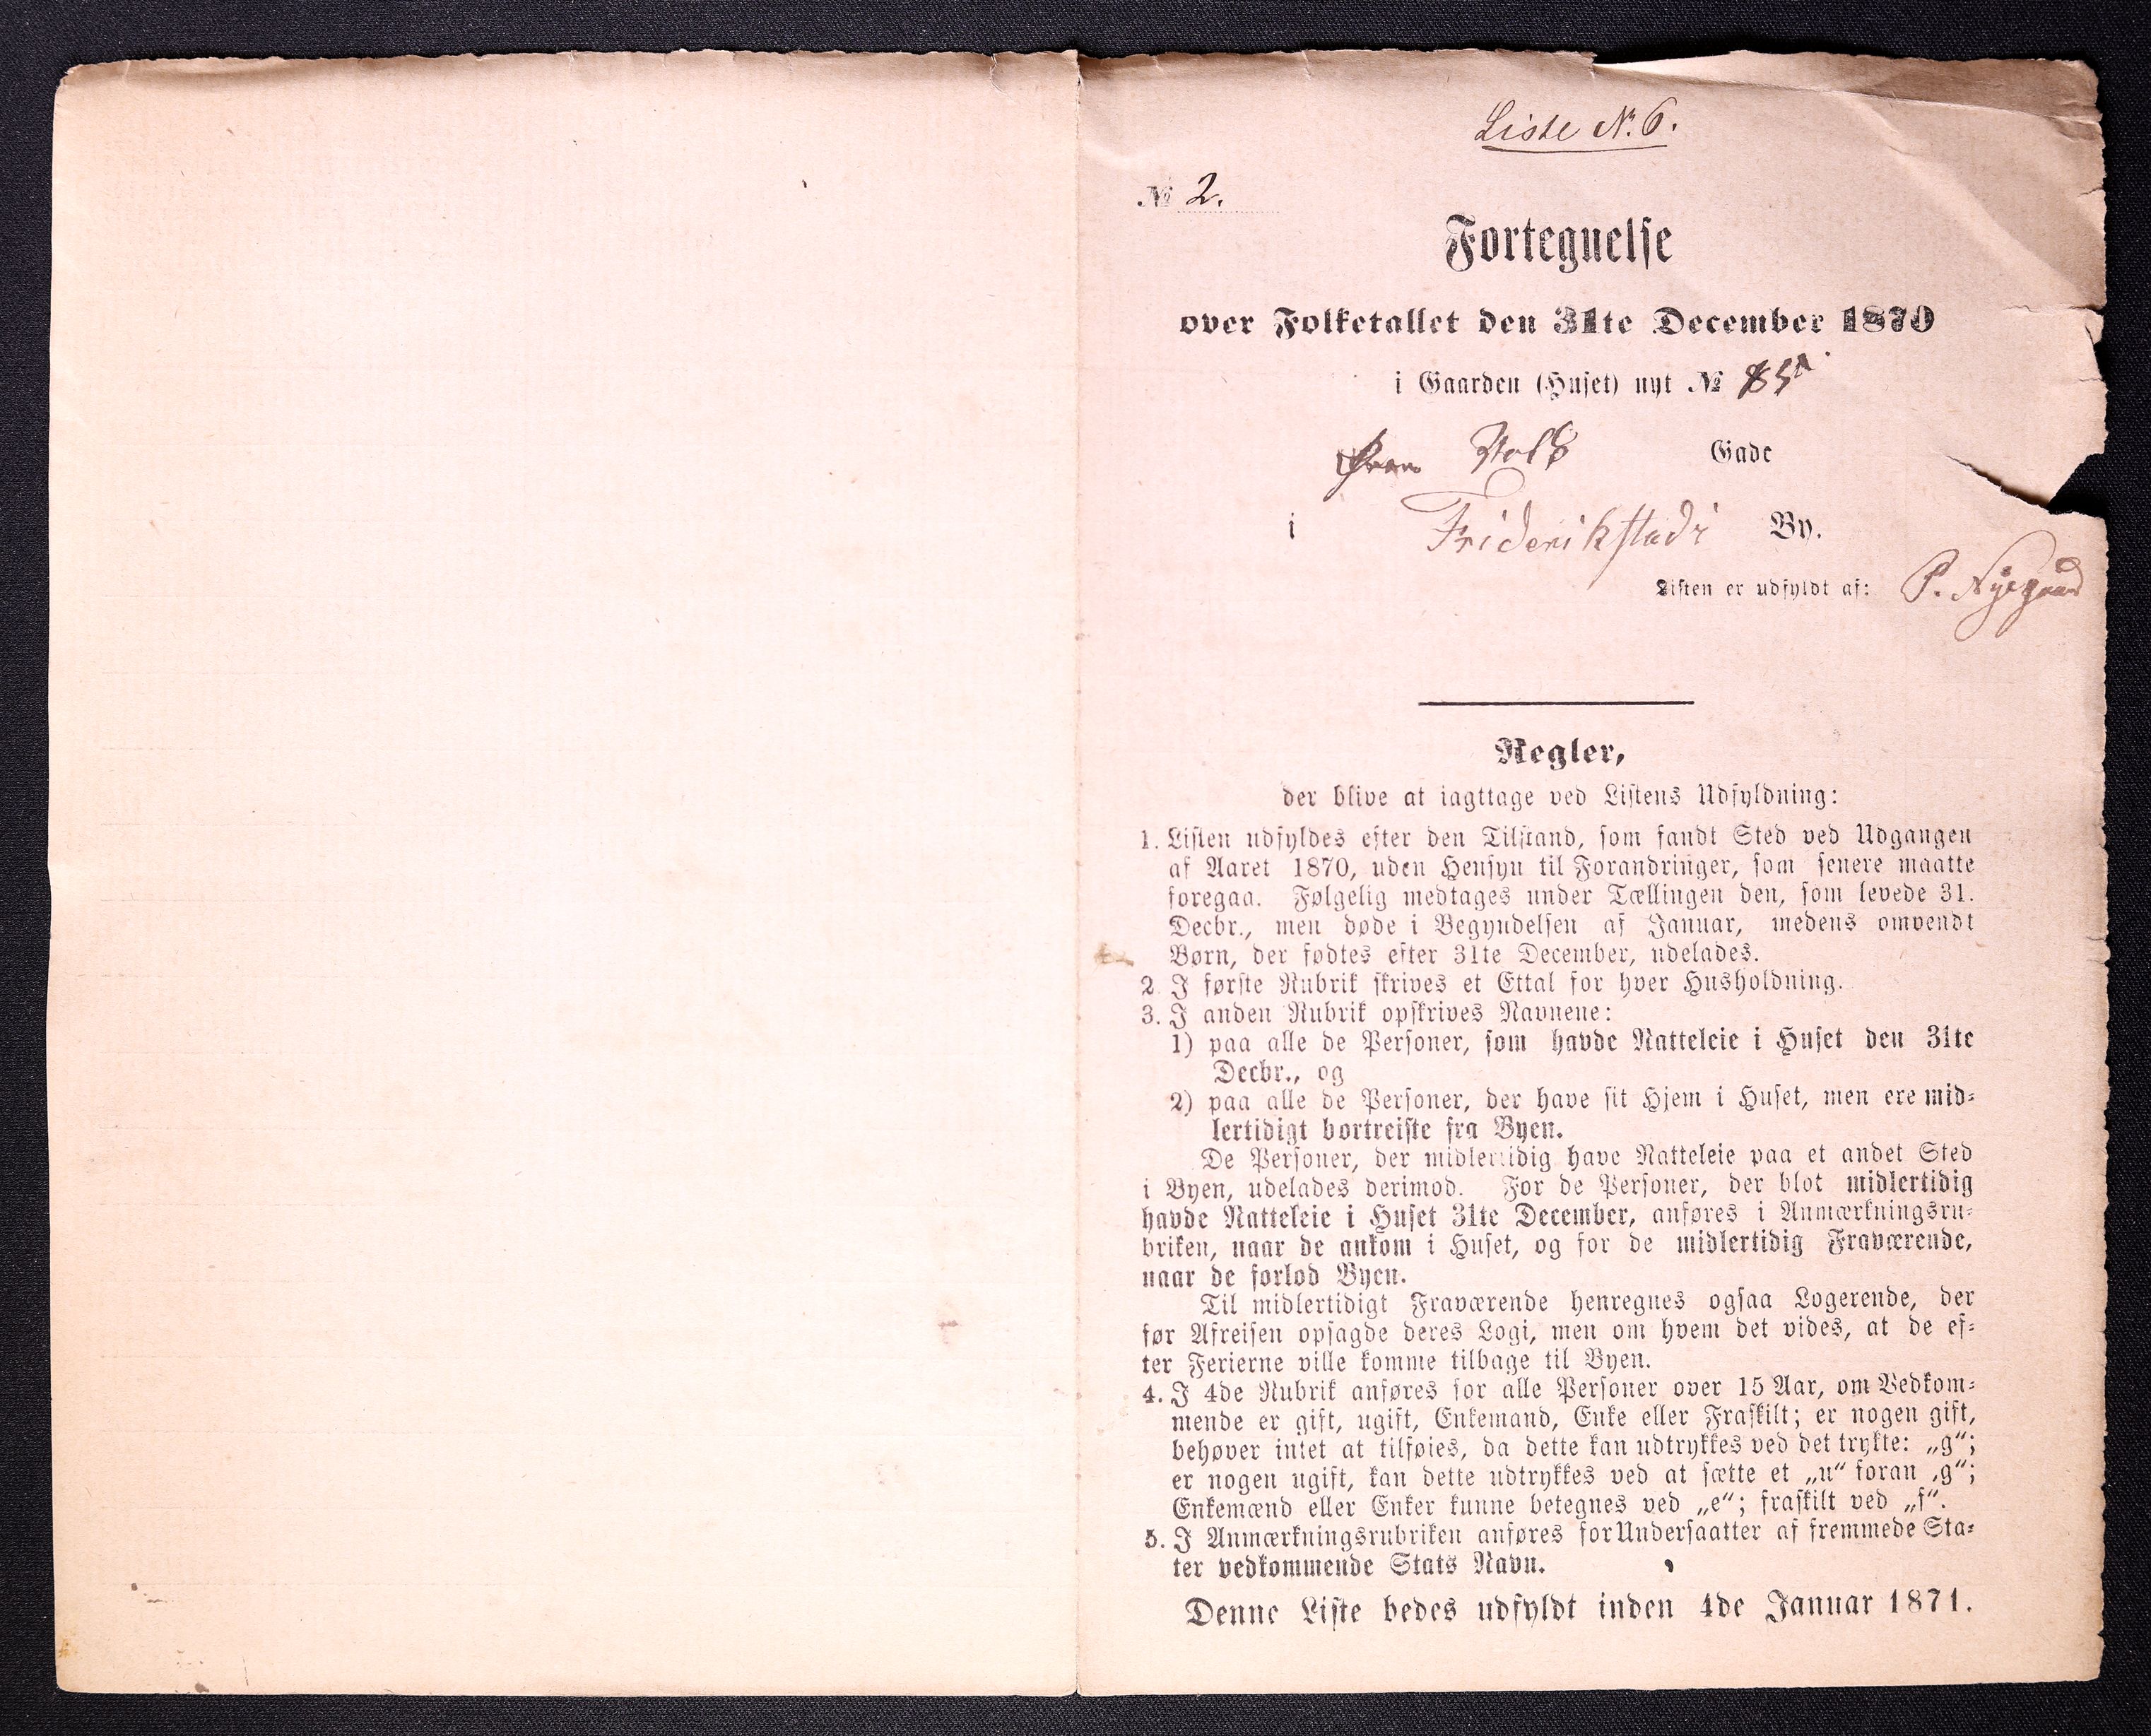 Liste N. 6.
№ 2.
Fortegnelse
over Folketallet den 31te December 1870
i Gaarden (Huset) nyt № 85A
Vold Gade
i Friderikstads By.
Listen er udfyldt af: P. Nyegaard
Regler,
der blive at iagttage ved Listens Udfyldning:
1. Listen udfyldes efter den Tilstand, som fandt Sted ved Udgangen
af Aaret 1870, uden Hensyn til Forandringer, som senere maatte
foregaa. Følgelig medtages under Tællingen den, som levede 31.
Decbr., men døde i Begyndelsen af Januar, medens omvendt
Børn, der fødtes efter 31te December, udelades.
2. I første Rubrik skrives et Ettal for hver Husholdning.
3. I anden Rubrik opskrives Navnene:
1) paa alle de Personer, som havde Natteleie i Huset den 31te
Decbr., og
2) paa alle de Personer, der have sit Hjem i Huset, men ere mid-
lertidigt bortreiste fra Byen.
De Personer, der midlertidig have Natteleie paa et andet Sted
i Byen, udelades derimod. For de Personer, der blot midlertidig
havde Natteleie i Huset 31te December, anføres i Anmærkningsru-
briken, naar de ankom i Huset, og for de midlertidig Fraværende,
naar de forlod Byen.
Til midlertidigt Fraværende henregnes ogsaa Logerende, der
før Afreisen opsagde deres Logi, men om hvem det vides, at de ef-
ter Ferierne ville komme tilbage til Byen.
4. I 4de Rubrik anføres for alle Personer over 15 Aar, om Vedkom-
mende er gift, ugift, Enkemand, Enke eller Fraskilt; er nogen gift,
behøver intet at tilføies, da dette kan udtrykkes ved det trykte: „g“;
er nogen ugift, kan dette udtrykkes ved at sætte et „u“ foran „g“;
Enkemænd eller Enker kunne betegnes ved „e“; fraskilt ved „f“.
5. I Anmærkningsrubriken anføres for Undersaatter af fremmede Sta-
ter vedkommende Stats Navn.
Denne Liste bedes udfyldt inden 4de Januar 1871.